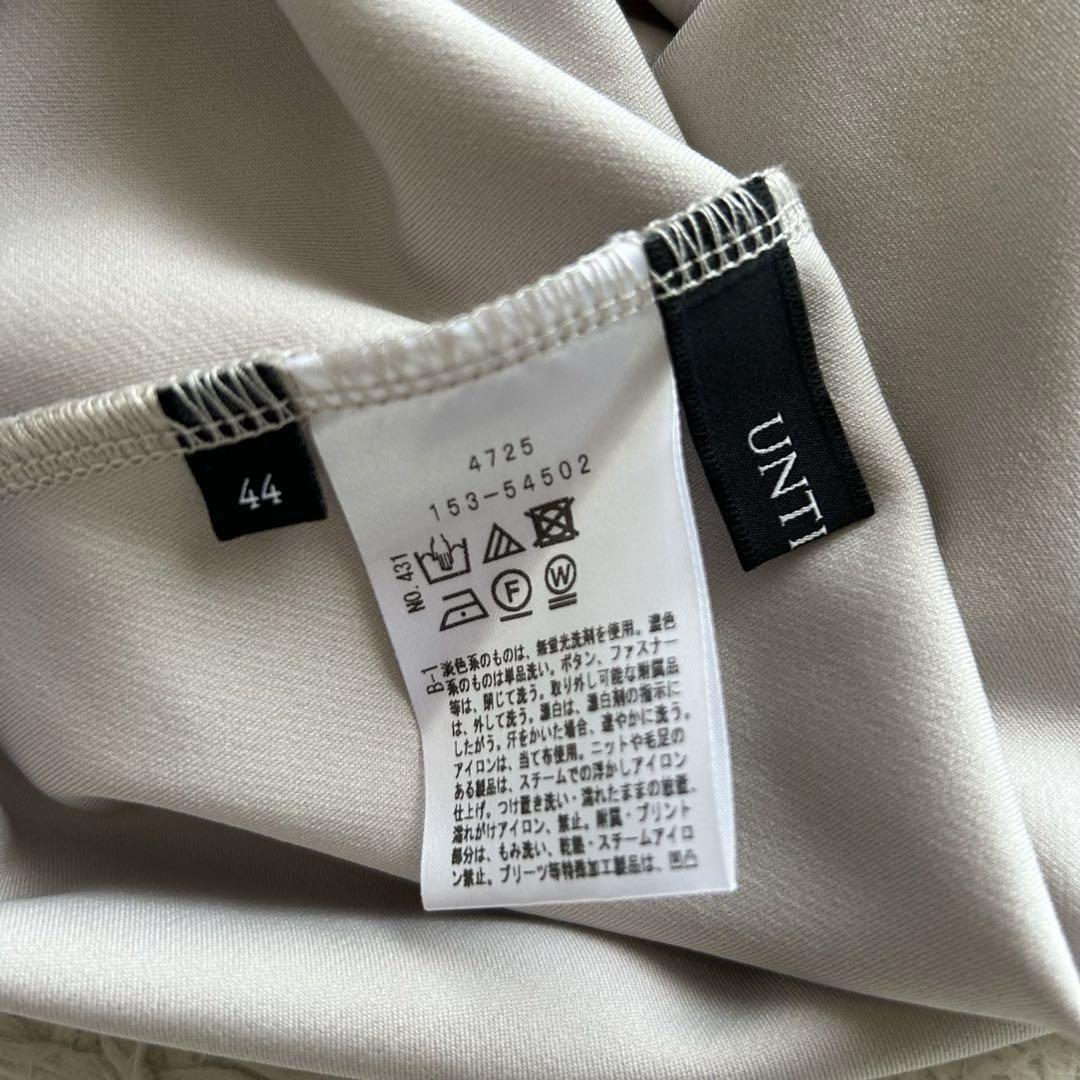 44
4725
153-54502
NO.431
F
W
B-1
淡色系のものは、無蛍光洗剤を使用。濃色
系のものは単品洗い。ボタン、ファスナー
等は、閉じて洗う。取り外し可能な附属品
は、外して洗う。漂白は、漂白剤の指示に
したがう。汗をかいた場合、速やかに洗う。
アイロンは、当て布使用。ニットや毛足の
ある製品は、スチームでの浮かしアイロン
仕上げ。つけ置き洗い・濡れたままの放置、
濡れがけアイロン、禁止。附属・プリント
部分は、もみ洗い、乾燥・スチームアイロ
ン禁止。プリーツ等特殊加工製品は、凹凸
UNTI